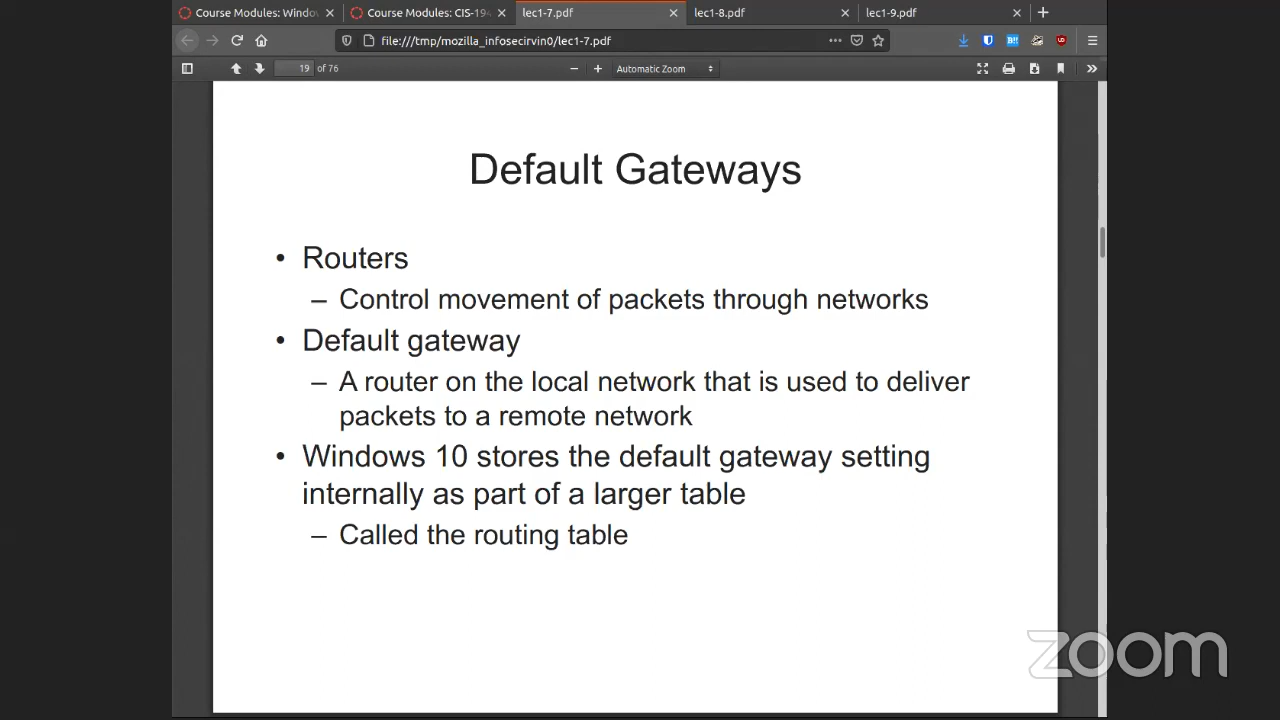 Course Modules: Windo
Course Modules: CIS-194
lec1-7.pdf
lec1-8.pdf
lec1-9.pdf
file:///tmp/mozilla_infosecirvin0/lec1-7.pdf
19 of 76
Automatic Zoom
Default Gateways
• Routers
– Control movement of packets through networks
• Default gateway
– A router on the local network that is used to deliver
packets to a remote network
• Windows 10 stores the default gateway setting
internally as part of a larger table
– Called the routing table
zoom